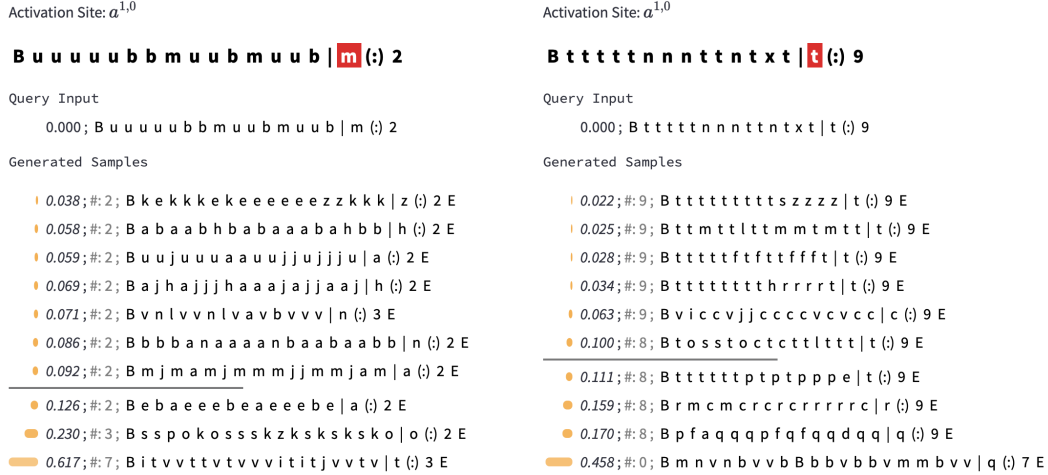 Activation Site: a^{1,0}
B u u u u u b b m u u b m u u b | m (:) 2
Query Input
0.000 ; B u u u u u b b m u u b m u u b | m (:) 2
Generated Samples
0.038 ; #: 2 ; B k e k k k e k e e e e e e z z k k k | z (:) 2 E
0.058 ; #: 2 ; B a b a a b h b a b a a a b a h b b | h (:) 2 E
0.059 ; #: 2 ; B u u j u u u a a u u j j u j j j u | a (:) 2 E
0.069 ; #: 2 ; B a j h a j j j h a a a j a j j a a j | h (:) 2 E
0.071 ; #: 2 ; B v n l v v n l v a v b v v v | n (:) 3 E
0.086 ; #: 2 ; B b b b a n a a a a n b a a b a a b b | n (:) 2 E
0.092 ; #: 2 ; B m j m a m j m m m j j m m j a m | a (:) 2 E
0.126 ; #: 2 ; B e b a e e e b e a e e e b e | a (:) 2 E
0.230 ; #: 3 ; B s s p o k o s s s k z k s k s k s k o | o (:) 2 E
0.617 ; #: 7 ; B i t v v t t v t v v v i t i t j v v t v | t (:) 3 E
Activation Site: a^{1,0}
B t t t t t n n n t t n t x t | t (:) 9
Query Input
0.000 ; B t t t t t n n n t t n t x t | t (:) 9
Generated Samples
0.022 ; #: 9 ; B t t t t t t t t t s z z z z | t (:) 9 E
0.025 ; #: 9 ; B t t m t t l t t m m t m t t | t (:) 9 E
0.028 ; #: 9 ; B t t t t t f t f t t f f f t | t (:) 9 E
0.034 ; #: 9 ; B t t t t t t t t h r r r r t | t (:) 9 E
0.063 ; #: 9 ; B v i c c v j j c c c c v c v c c | c (:) 9 E
0.100 ; #: 8 ; B t o s s t o c t c t t l t t t | t (:) 9 E
0.111 ; #: 8 ; B t t t t t t p t p t p p p e | t (:) 9 E
0.159 ; #: 8 ; B r m c m c r c r c r r r r r c | r (:) 9 E
0.170 ; #: 8 ; B p f a q q q p f q f q q d q q | q (:) 9 E
0.458 ; #: 0 ; B m n v n b v v b B b b v b b v m m b v v | q (:) 7 E